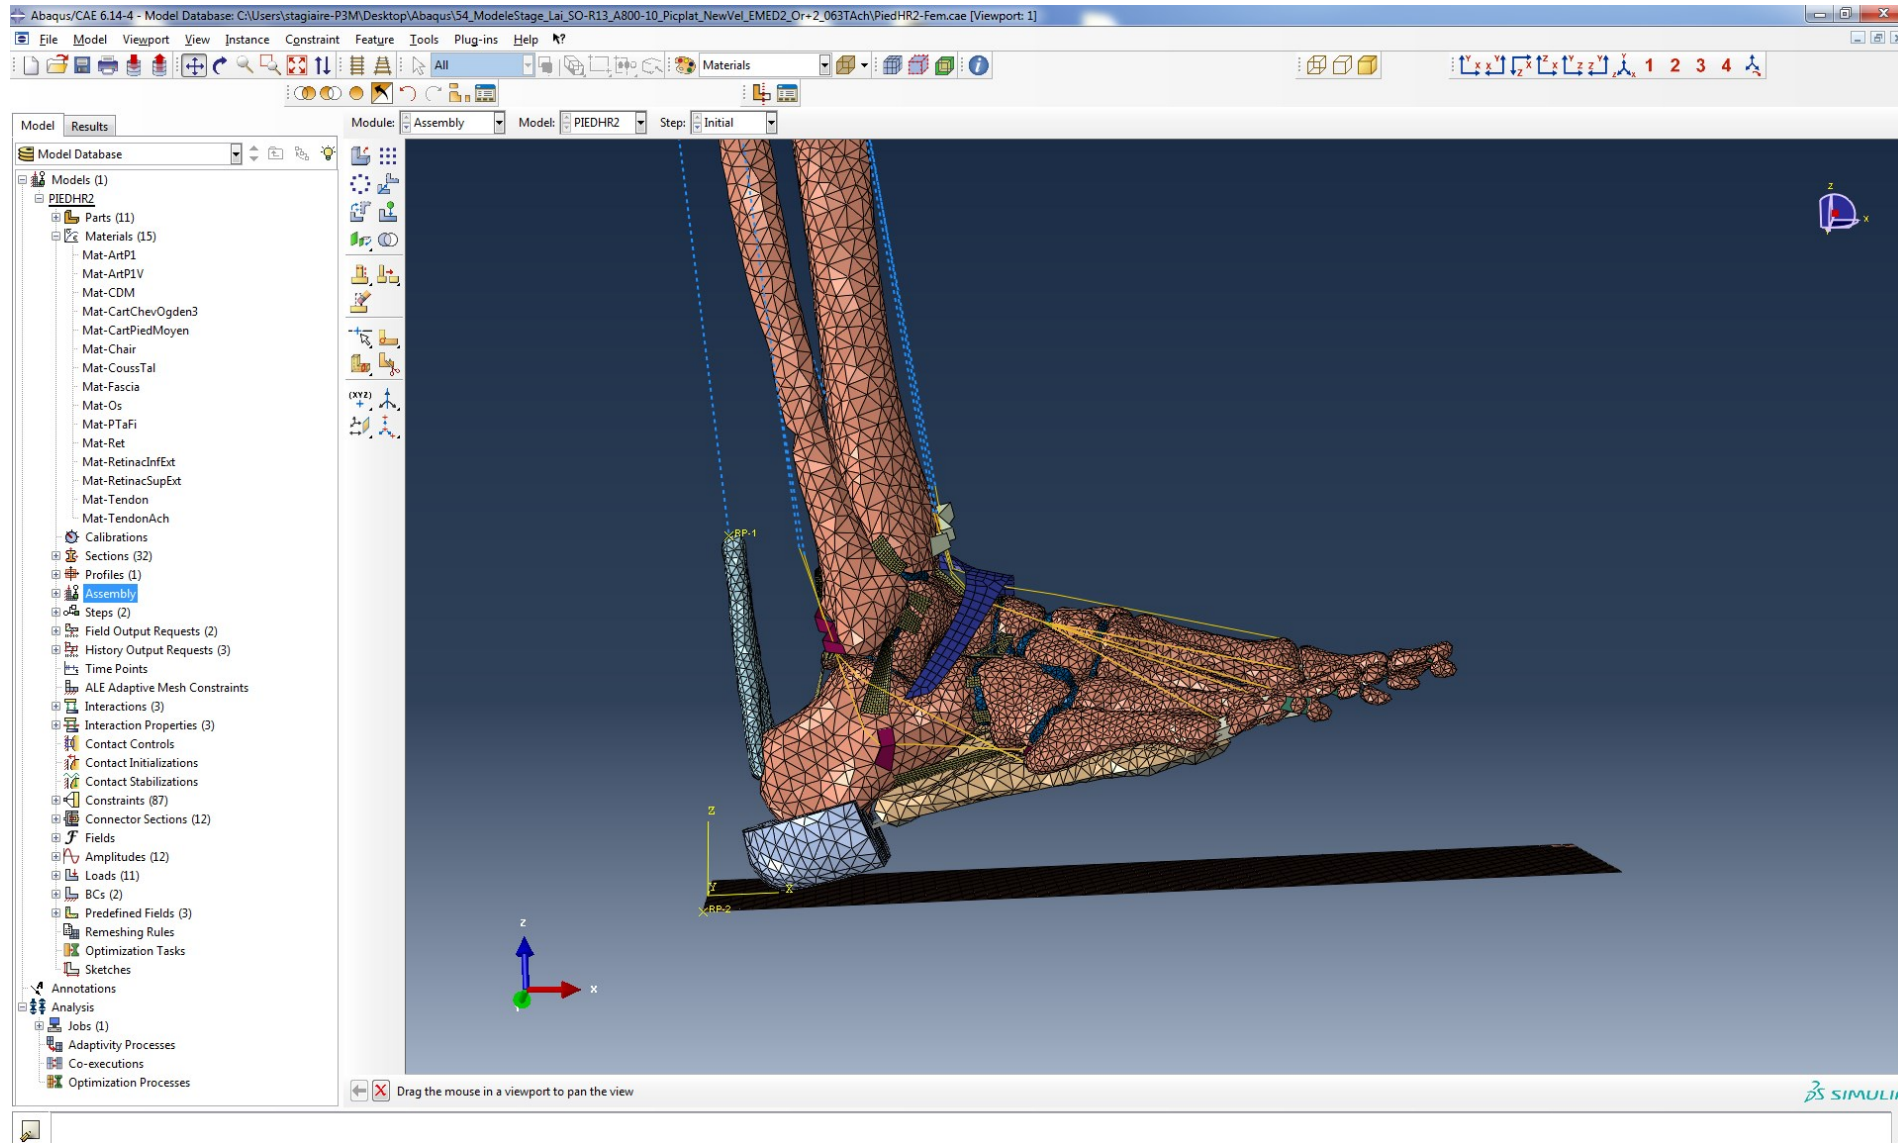 Abaqus/CAE 6.14-4 - Model Database: C:\Users\stagiaire-P3M\Desktop\Abaqus\54_ModeleStage_Lai_SO-R13_A800-10_Picplat_NewVel_EMED2_Or+2_063TAch\PiedHR2-Fem.cae [Viewport: 1]
File Model Viewport View Instance Constraint Feature Tools Plug-ins Help
All Materials 1 2 3 4
Model Results
Module: Assembly Model: PIEDHR2 Step: Initial
Model Database
Models (1)
PIEDHR2
Parts (11)
Materials (15)
Mat-ArtP1
Mat-ArtP1V
Mat-CDM
Mat-CartChevOgden3
Mat-CartPiedMoyen
Mat-Chair
Mat-CoussTal
Mat-Fascia
Mat-Os
Mat-PTaFi
Mat-Ret
Mat-RetinacInfExt
Mat-RetinacSupExt
Mat-Tendon
Mat-TendonAch
Calibrations
Sections (32)
Profiles (1)
Assembly
Steps (2)
Field Output Requests (2)
History Output Requests (3)
Time Points
ALE Adaptive Mesh Constraints
Interactions (3)
Interaction Properties (3)
Contact Controls
Contact Initializations
Contact Stabilizations
Constraints (87)
Connector Sections (12)
Fields
Amplitudes (12)
Loads (11)
BCs (2)
Predefined Fields (3)
Remeshing Rules
Optimization Tasks
Sketches
Annotations
Analysis
Jobs (1)
Adaptivity Processes
Co-executions
Optimization Processes
(XYZ)
Z
X
RP-1
Z
Y
X
RP-2
Z
X
Drag the mouse in a viewport to pan the view
SIMULI